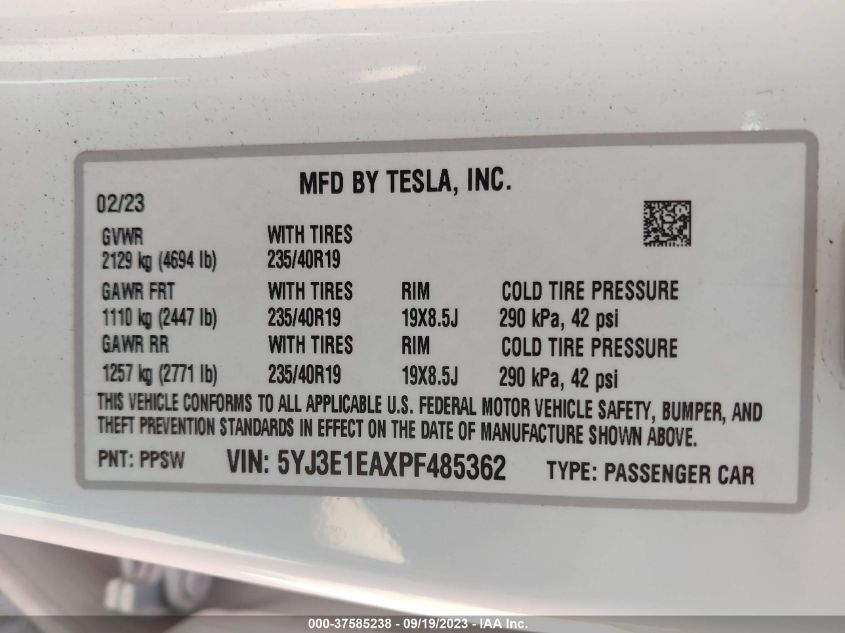 MFD BY TESLA, INC.
02/23
GVWR WITH TIRES
2129 kg (4694 lb) 235/40R19
GAWR FRT WITH TIRES RIM COLD TIRE PRESSURE
1110 kg (2447 lb) 235/40R19 19X8.5J 290 kPa, 42 psi
GAWR RR WITH TIRES RIM COLD TIRE PRESSURE
1257 kg (2771 lb) 235/40R19 19X8.5J 290 kPa, 42 psi
THIS VEHICLE CONFORMS TO ALL APPLICABLE U.S. FEDERAL MOTOR VEHICLE SAFETY, BUMPER, AND
THEFT PREVENTION STANDARDS IN EFFECT ON THE DATE OF MANUFACTURE SHOWN ABOVE.
PNT: PPSW VIN: 5YJ3E1EAXPF485362 TYPE: PASSENGER CAR
000-37585238 - 09/19/2023 - IAA Inc.